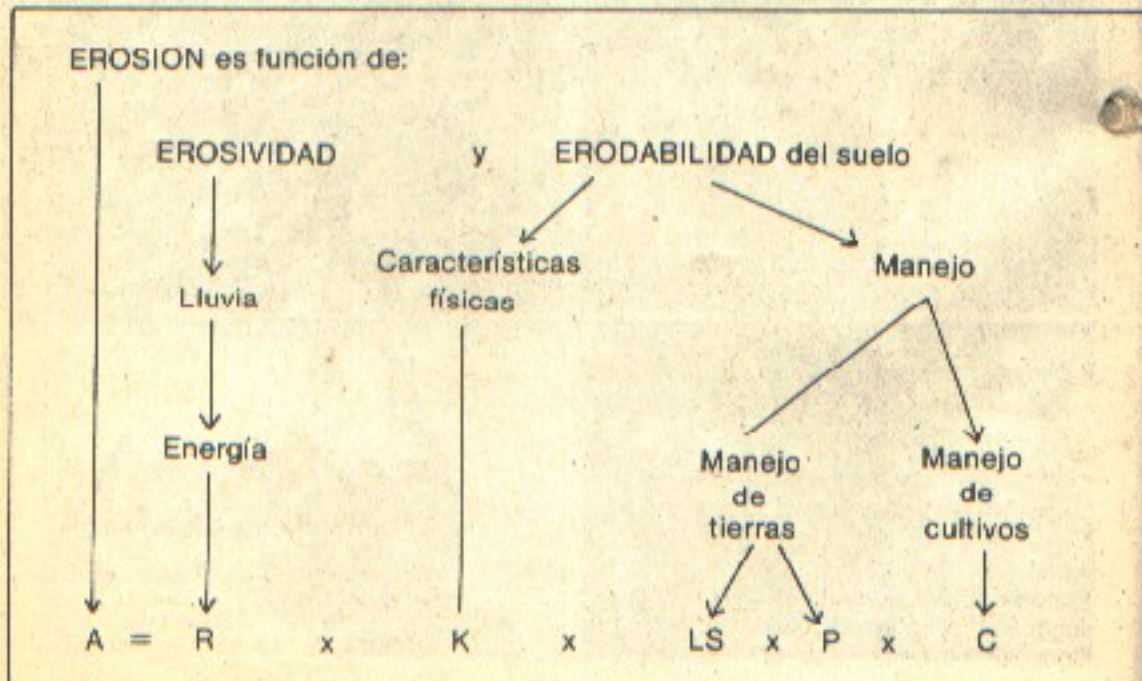 EROSION es función de:
EROSIVIDAD y ERODABILIDAD del suelo
Características
físicas
Manejo
Lluvia
Energía
Manejo
de
tierras
Manejo
de
cultivos
A = R x K x LS x P x C